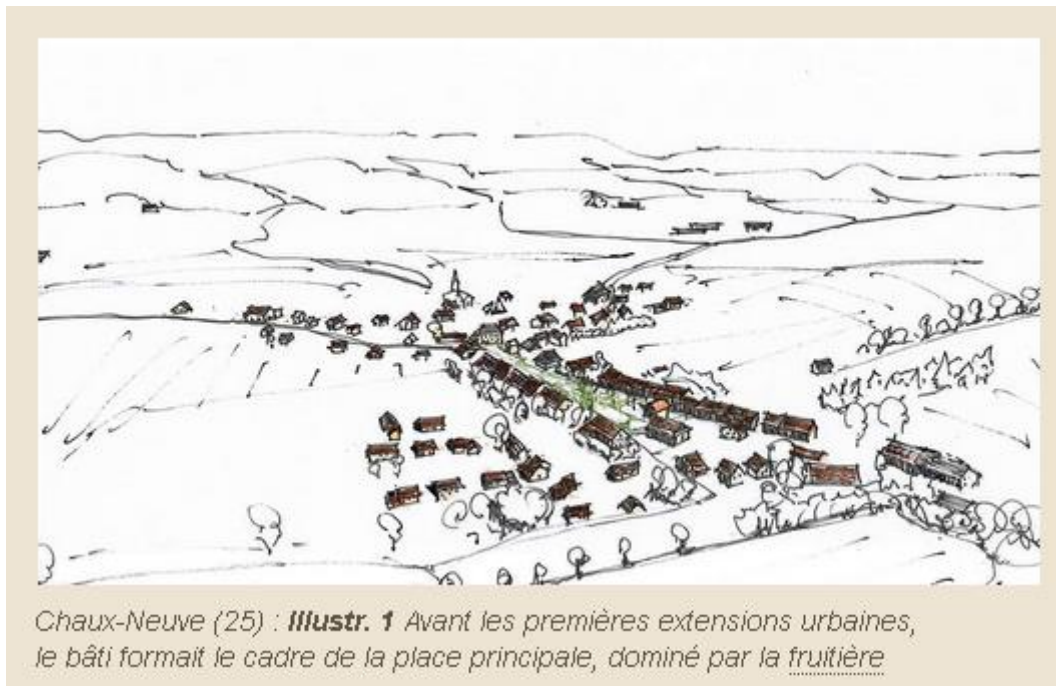 Chaux-Neuve (25) : Illustr. 1 Avant les premières extensions urbaines,
le bâti formait le cadre de la place principale, dominé par la fruitière